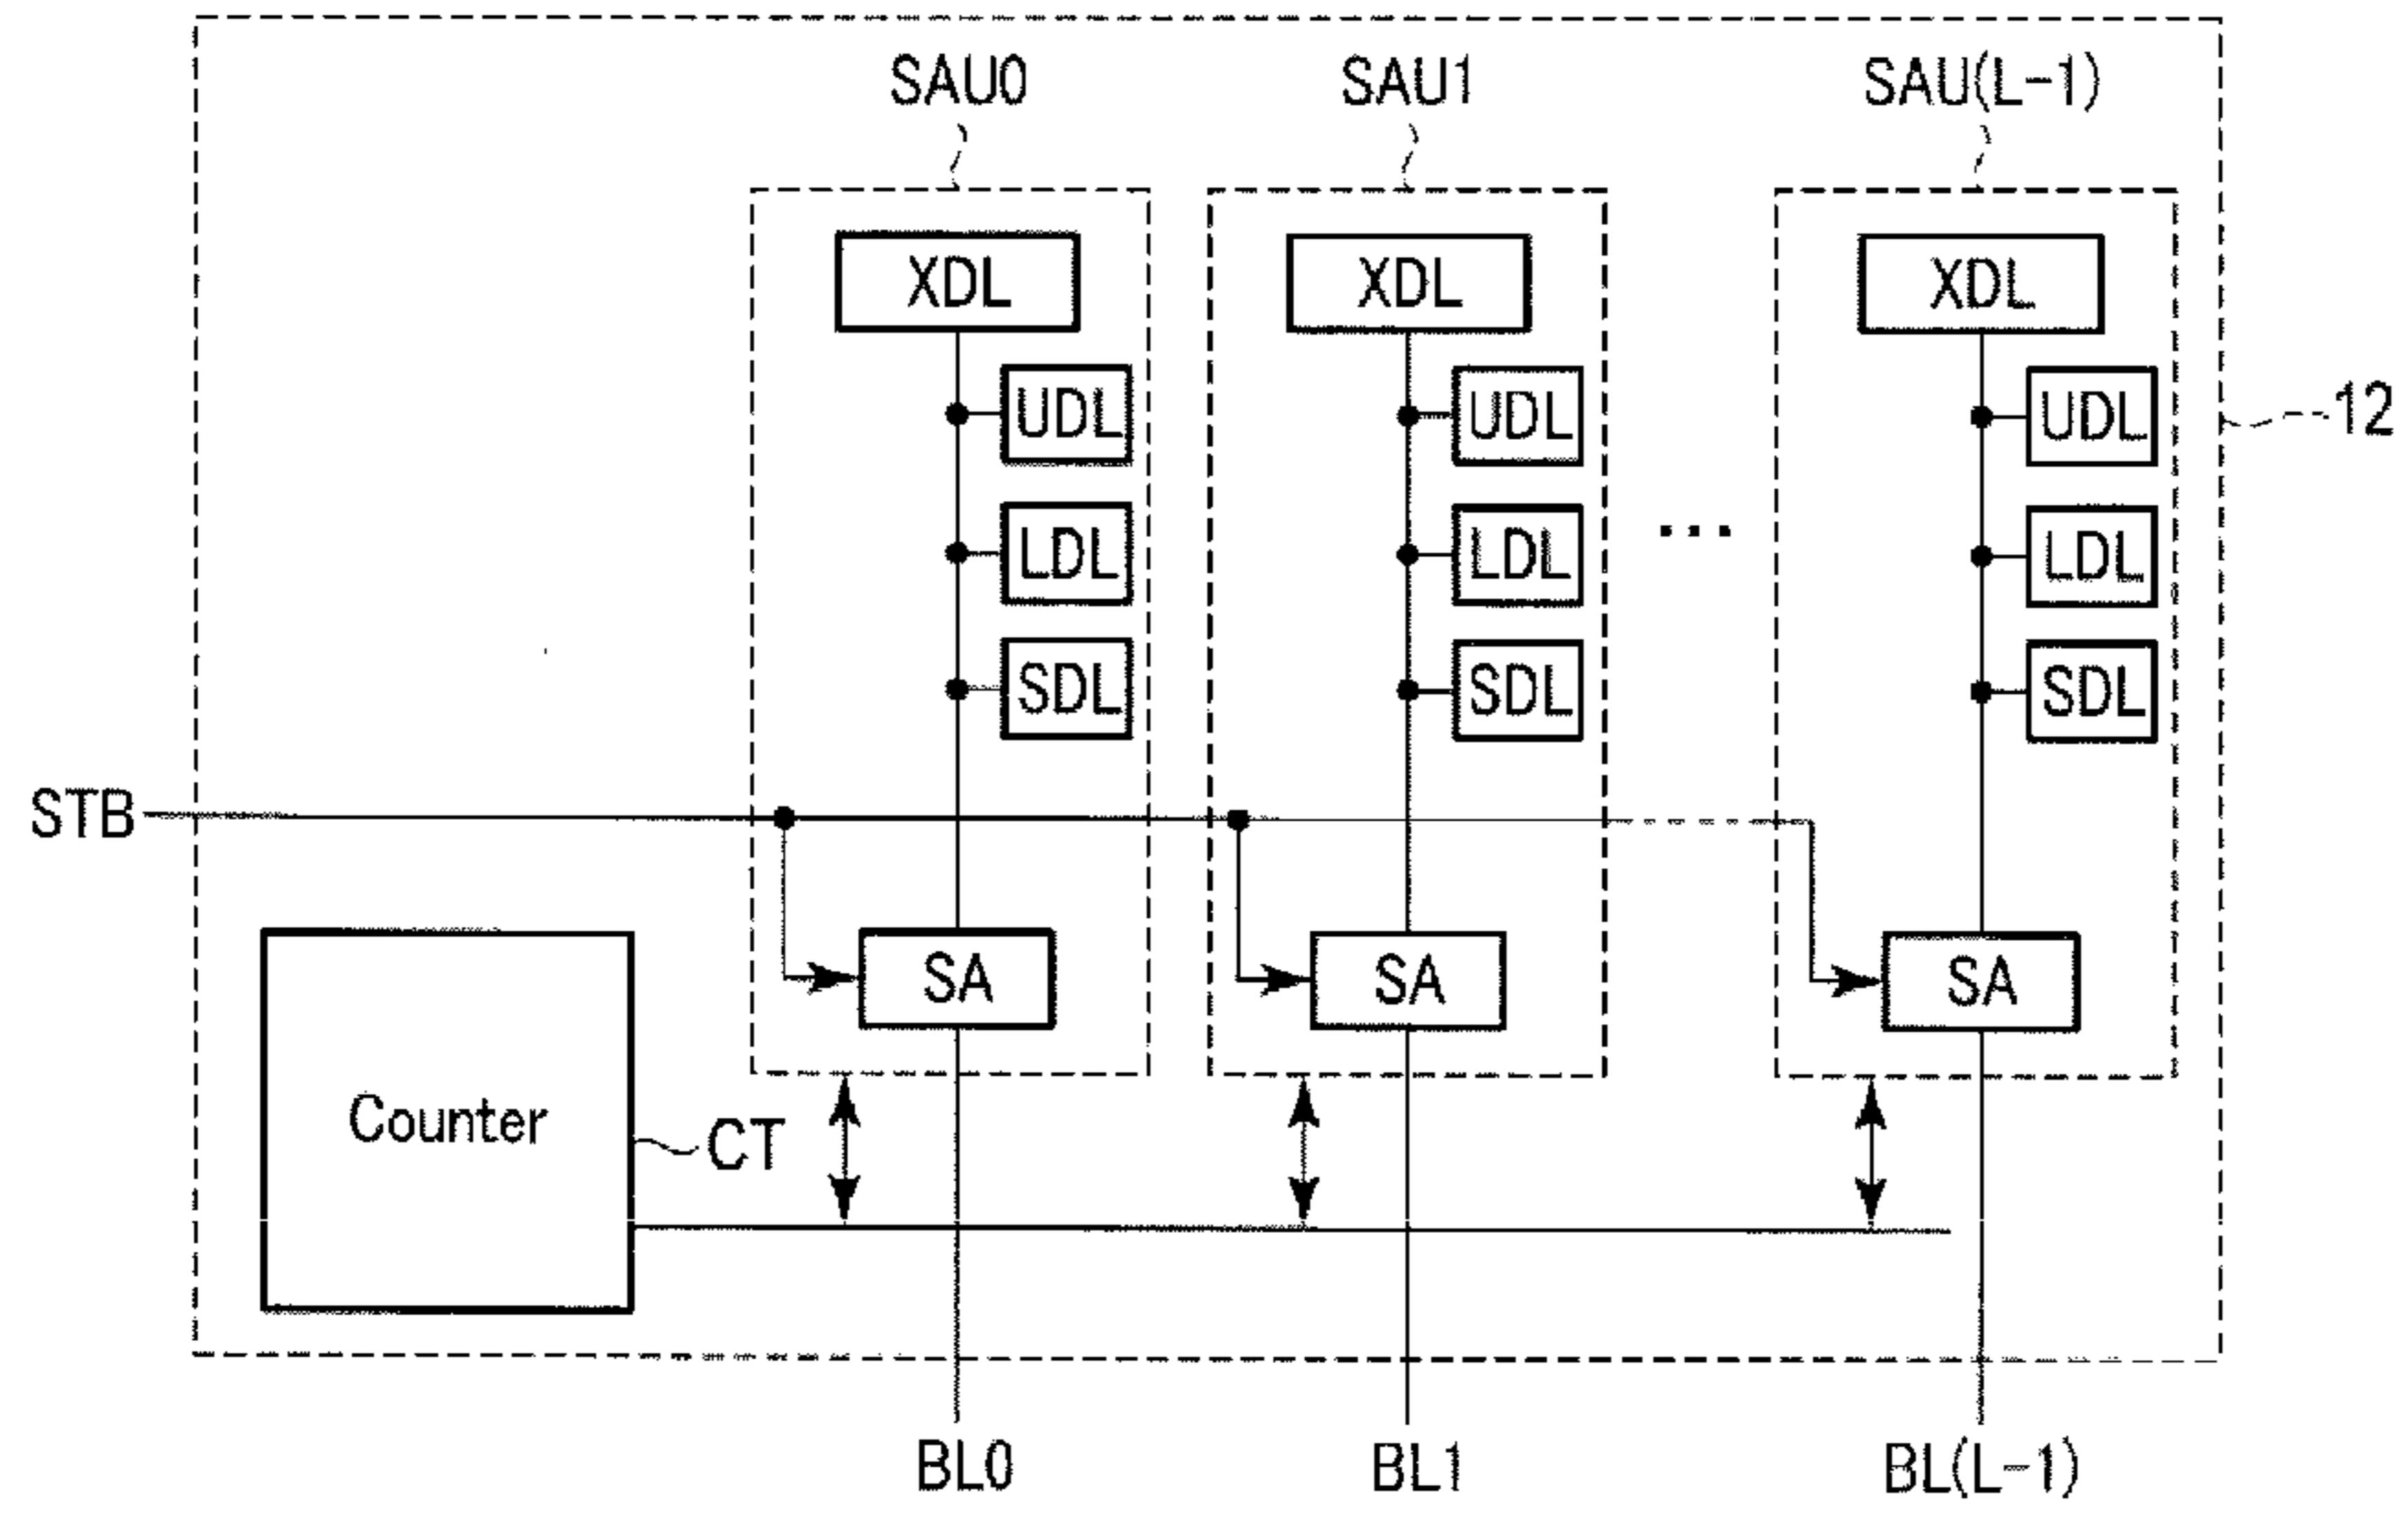 SAU0 SAU1 SAU(L-1)
XDL XDL XDL
UDL UDL UDL
12
LDL LDL ... LDL
SDL SDL SDL
STB
SA SA SA
Counter
CT
BL0 BL1 BL(L-1)